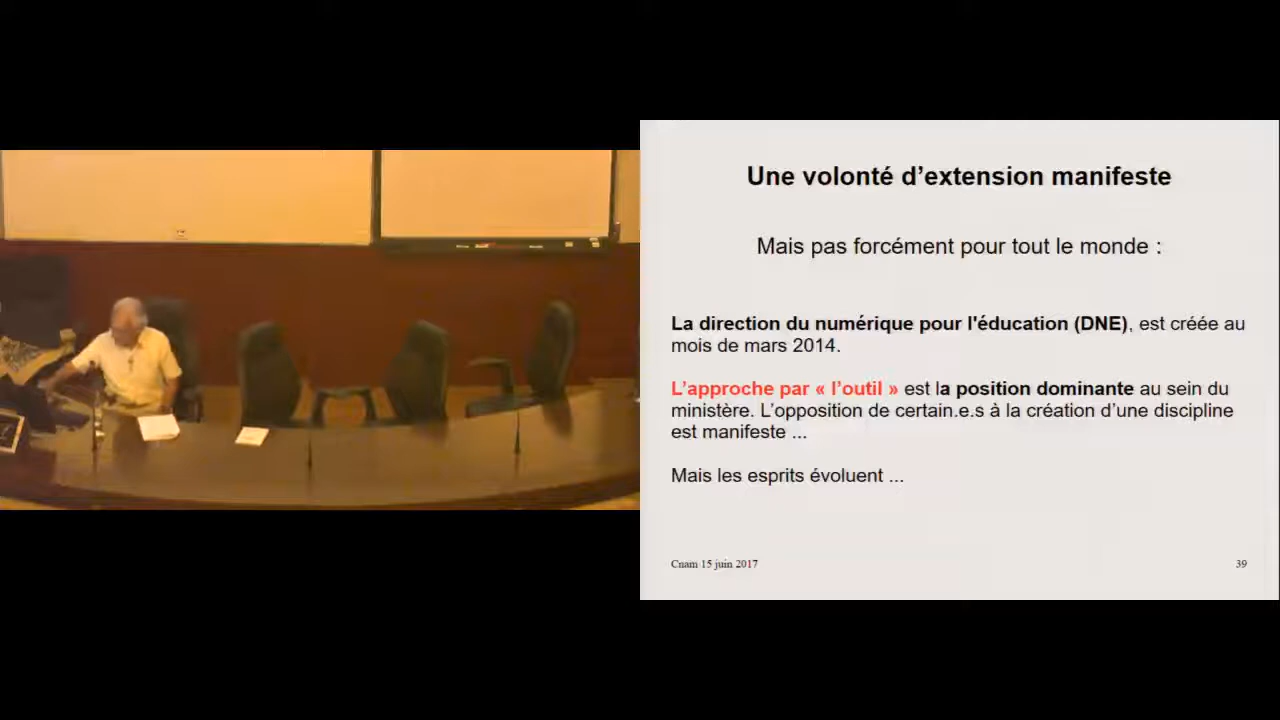 Une volonté d’extension manifeste
Mais pas forcément pour tout le monde :
La direction du numérique pour l'éducation (DNE), est créée au
mois de mars 2014.
L’approche par « l’outil » est la position dominante au sein du
ministère. L’opposition de certain.e.s à la création d’une discipline
est manifeste ...
Mais les esprits évoluent ...
Cnam 15 juin 2017
39